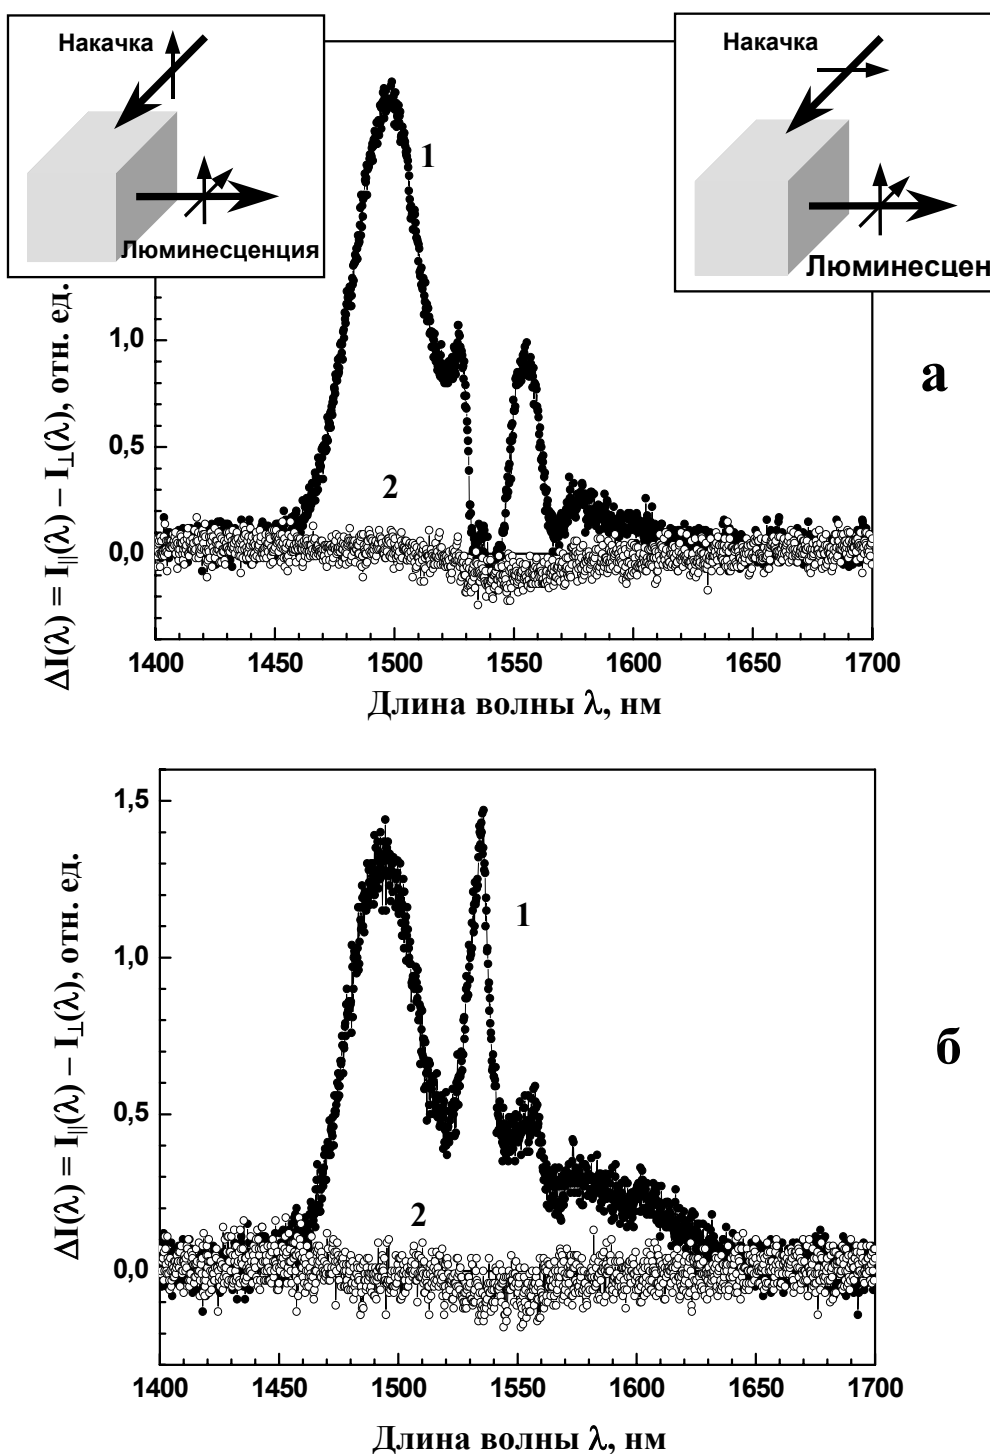 Накачка
Люминесценция
Накачка
Люминесцен
1
2
а
1,0
0,5
0,0
ΔI(λ) = I||(λ) – I⊥(λ), отн. ед.
1400 1450 1500 1550 1600 1650 1700
Длина волны λ, нм
1,5
1,0
0,5
0,0
1
2
б
ΔI(λ) = I||(λ) – I⊥(λ), отн. ед.
1400 1450 1500 1550 1600 1650 1700
Длина волны λ, нм